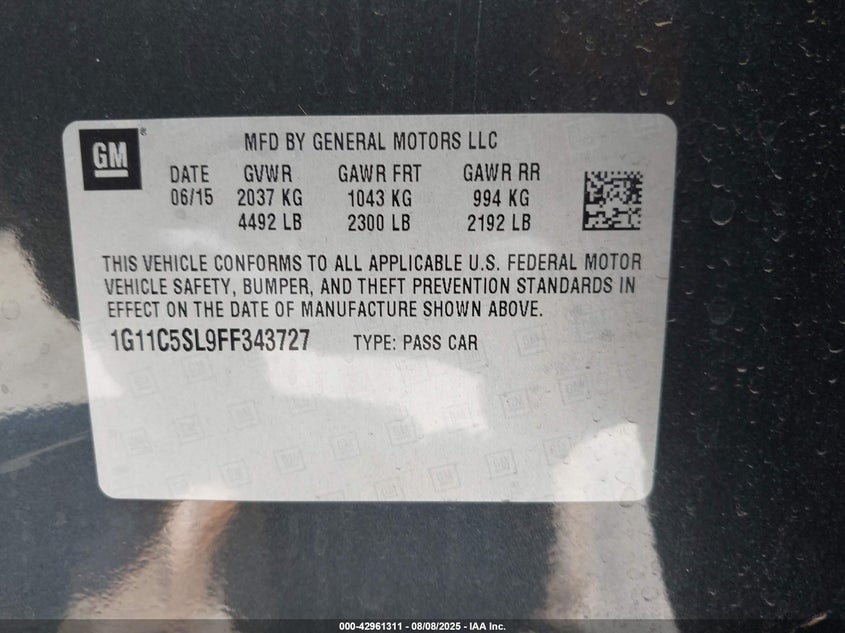 GM®
MFD BY GENERAL MOTORS LLC
DATE GVWR GAWR FRT GAWR RR
06/15 2037 KG 1043 KG 994 KG
4492 LB 2300 LB 2192 LB
THIS VEHICLE CONFORMS TO ALL APPLICABLE U.S. FEDERAL MOTOR
VEHICLE SAFETY, BUMPER, AND THEFT PREVENTION STANDARDS IN
EFFECT ON THE DATE OF MANUFACTURE SHOWN ABOVE.
1G11C5SL9FF343727 TYPE: PASS CAR
000-42961311 - 08/08/2025 - IAA Inc.